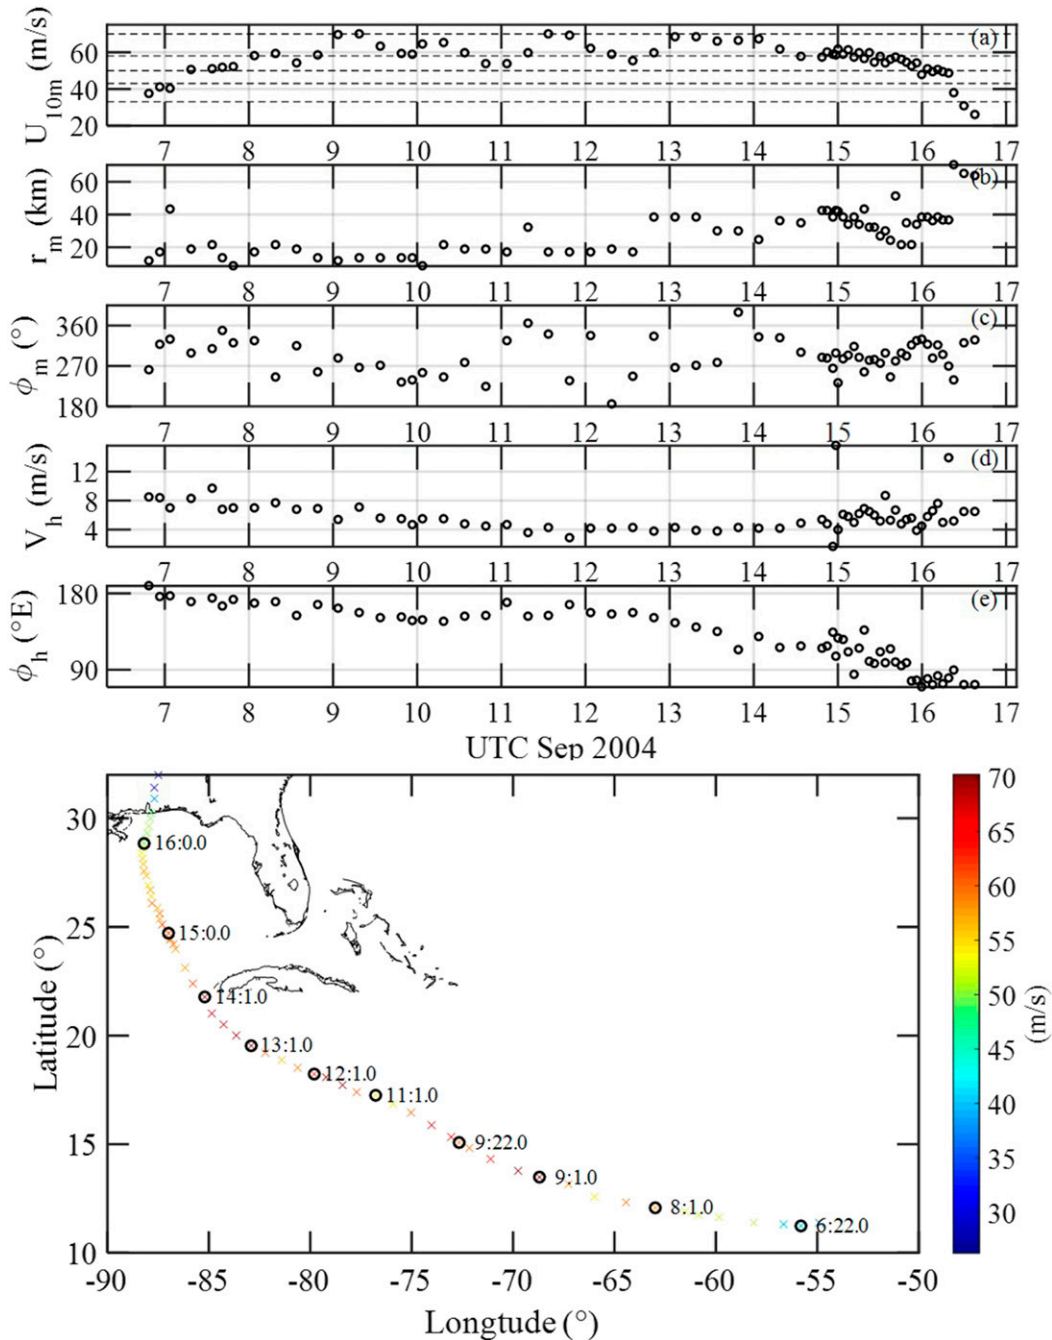 (a)
U10m (m/s)
60
40
20
7 8 9 10 11 12 13 14 15 16 17
(b)
rm (km)
60
40
20
7 8 9 10 11 12 13 14 15 16 17
(c)
ϕm (°)
360
270
180
7 8 9 10 11 12 13 14 15 16 17
(d)
Vh (m/s)
12
8
4
7 8 9 10 11 12 13 14 15 16 17
(e)
ϕh (°E)
180
90
7 8 9 10 11 12 13 14 15 16 17
UTC Sep 2004
Latitude (°)
30
25
20
15
10
16:0.0
15:0.0
14:1.0
13:1.0
12:1.0
11:1.0
9:22.0
9:1.0
8:1.0
6:22.0
-90 -85 -80 -75 -70 -65 -60 -55 -50
Longtude (°)
70
65
60
55
50
45
40
35
30
(m/s)